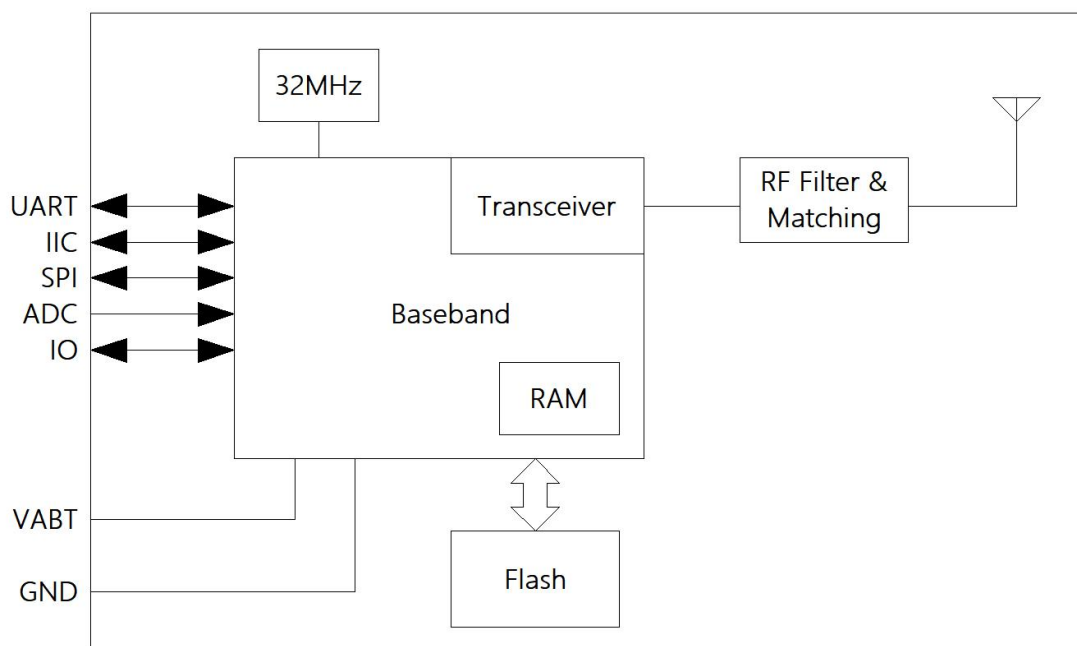 32MHz
Transceiver
RF Filter &
Matching
UART
IIC
SPI
ADC
IO
Baseband
RAM
VABT
GND
Flash